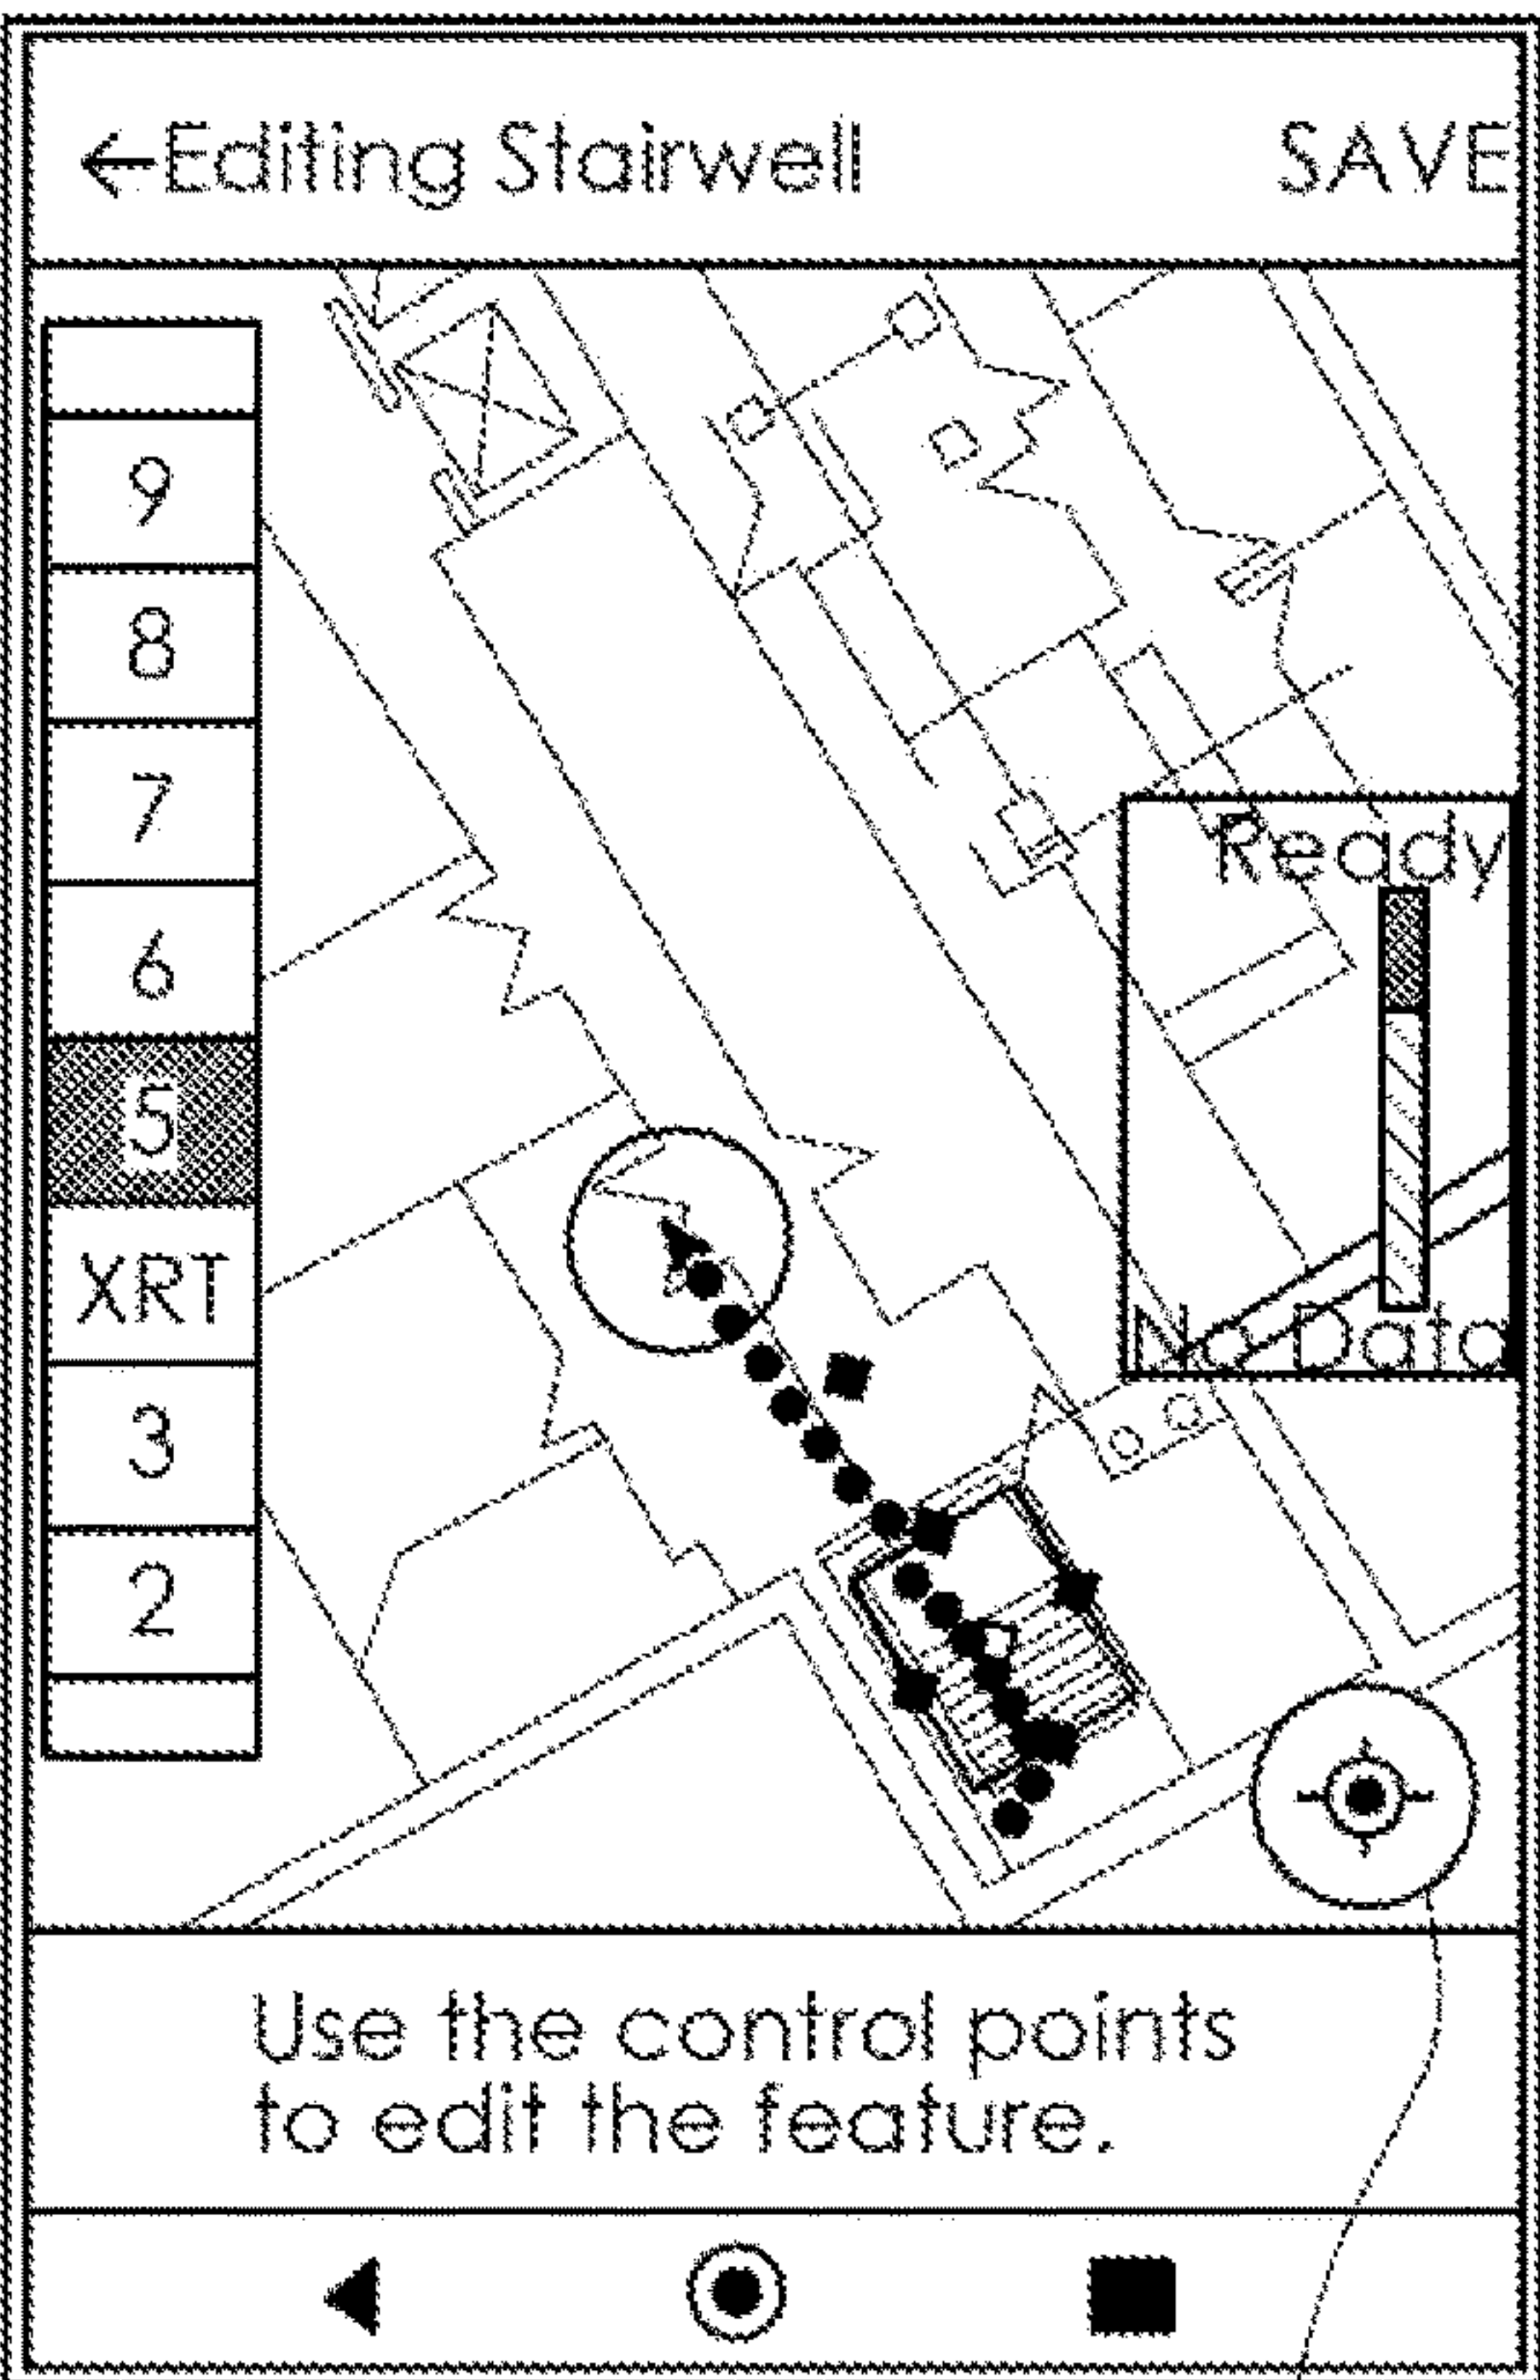 ←Editing Stairwell SAVE
9
8
7
6
5
XRT
3
2
Ready
No Data
Use the control points
to edit the feature.